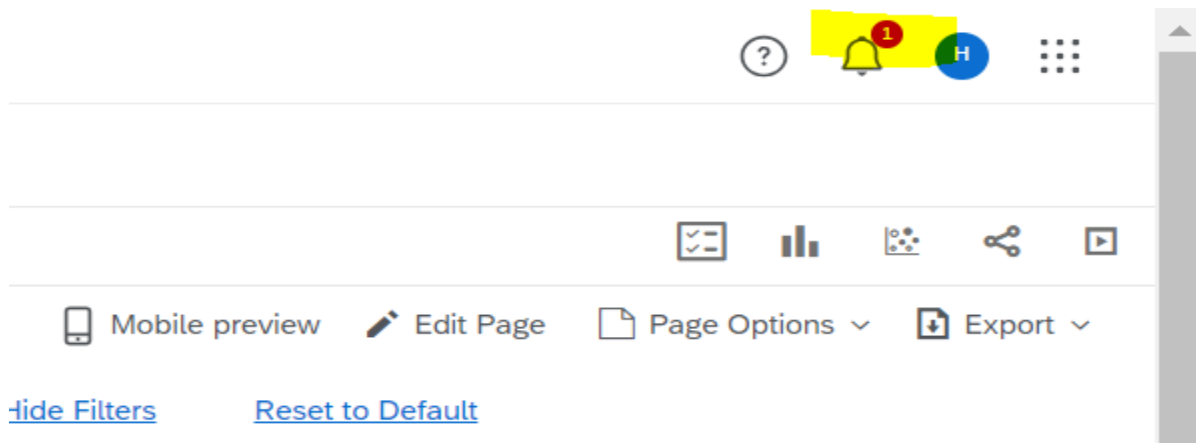 ? 1 H
Mobile preview Edit Page Page Options Export
Hide Filters Reset to Default